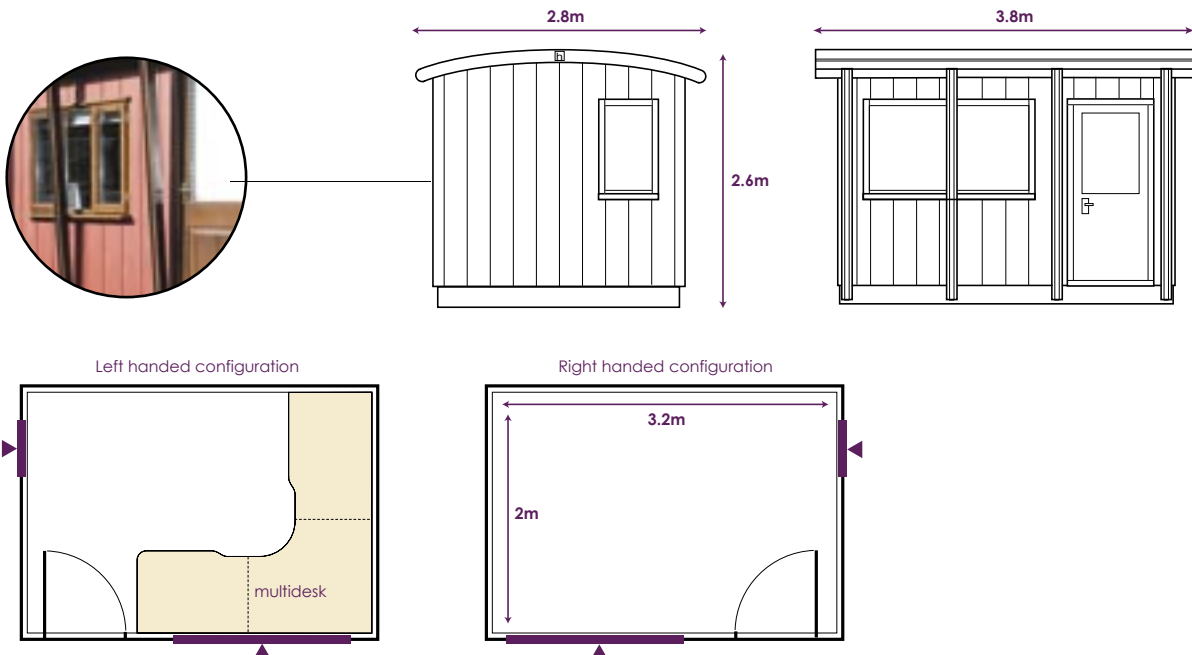 2.8m
3.8m
h
2.6m
Left handed configuration
Right handed configuration
3.2m
2m
multidesk